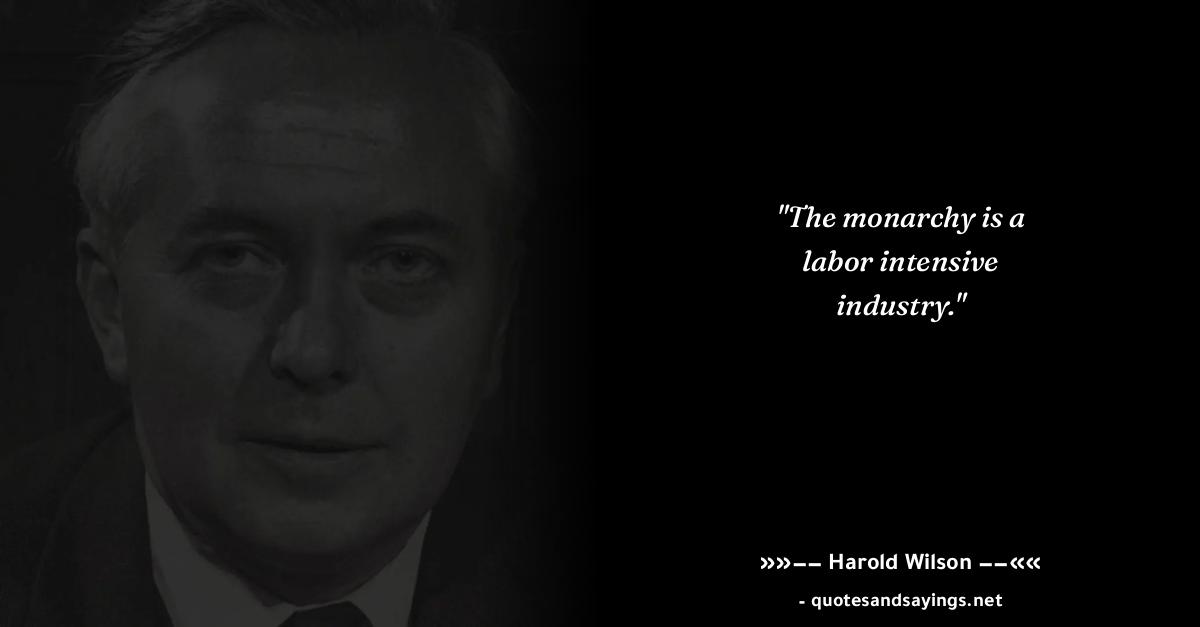 "The monarchy is a
labor intensive
industry."
»»–– Harold Wilson ––««
- quotesandsayings.net